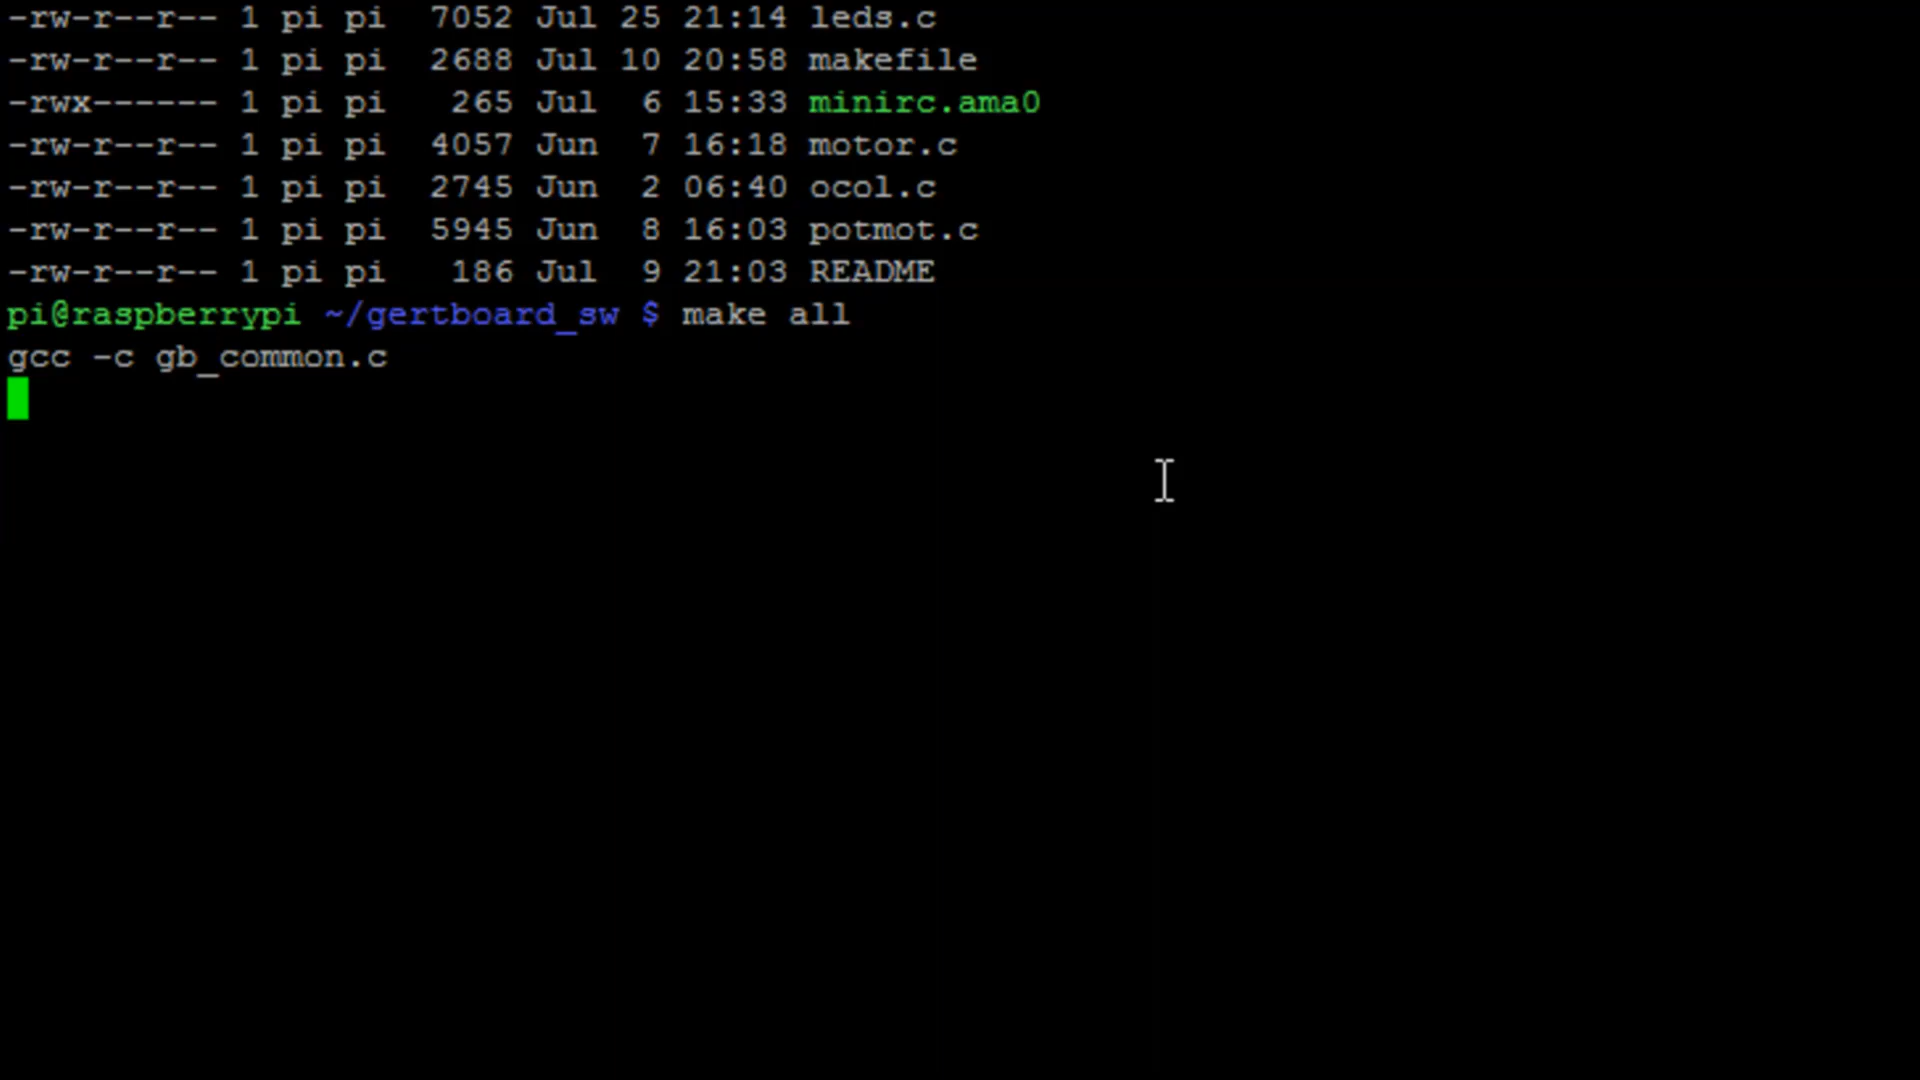 -rw-r--r-- 1 pi pi  7052 Jul 25 21:14 leds.c
-rw-r--r-- 1 pi pi  2688 Jul 10 20:58 makefile
-rwx------ 1 pi pi   265 Jul  6 15:33 minirc.ama0
-rw-r--r-- 1 pi pi  4057 Jun  7 16:18 motor.c
-rw-r--r-- 1 pi pi  2745 Jun  2 06:40 ocol.c
-rw-r--r-- 1 pi pi  5945 Jun  8 16:03 potmot.c
-rw-r--r-- 1 pi pi   186 Jul  9 21:03 README
pi@raspberrypi ~/gertboard_sw $ make all
gcc -c gb_common.c